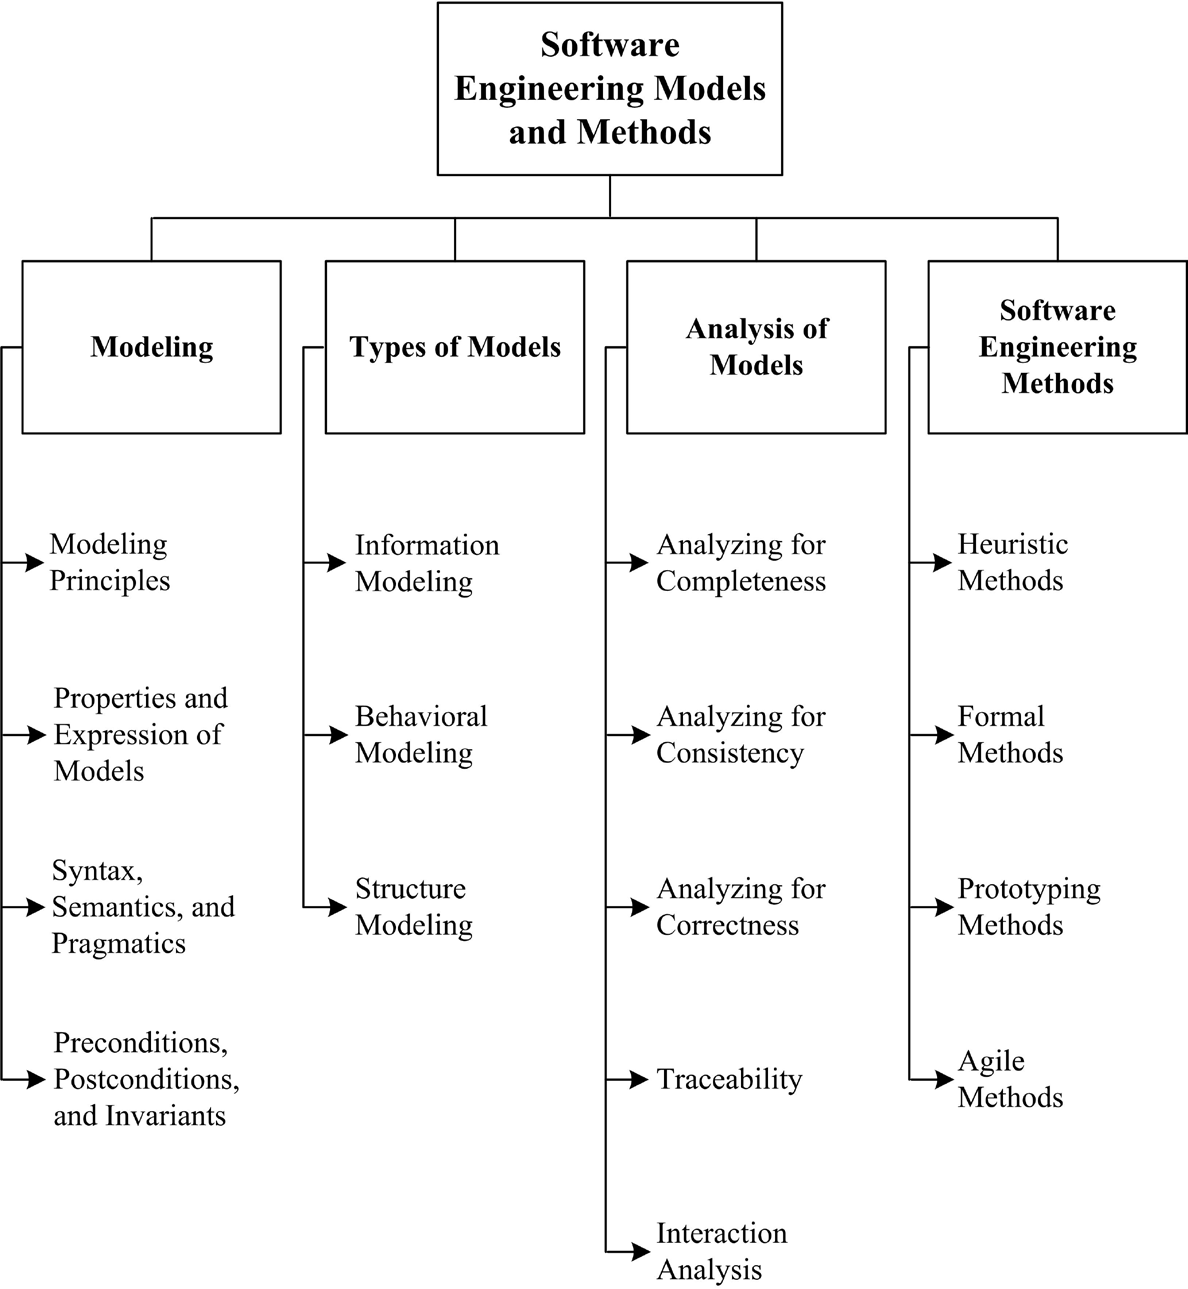 Software
Engineering Models
and Methods
Modeling
Modeling
Principles
Properties and
Expression of
Models
Syntax,
Semantics, and
Pragmatics
Preconditions,
Postconditions,
and Invariants
Types of Models
Information
Modeling
Behavioral
Modeling
Structure
Modeling
Analysis of
Models
Analyzing for
Completeness
Analyzing for
Consistency
Analyzing for
Correctness
Traceability
Interaction
Analysis
Software
Engineering
Methods
Heuristic
Methods
Formal
Methods
Prototyping
Methods
Agile
Methods